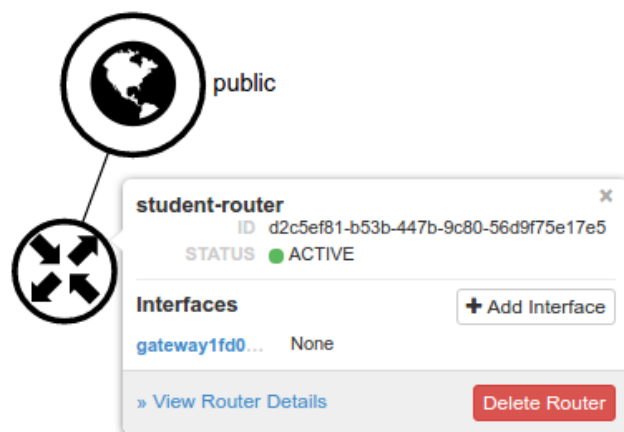 public
student-router ×
ID d2c5ef81-b53b-447b-9c80-56d9f75e17e5
STATUS ACTIVE
Interfaces + Add Interface
gateway1fd0... None
» View Router Details Delete Router